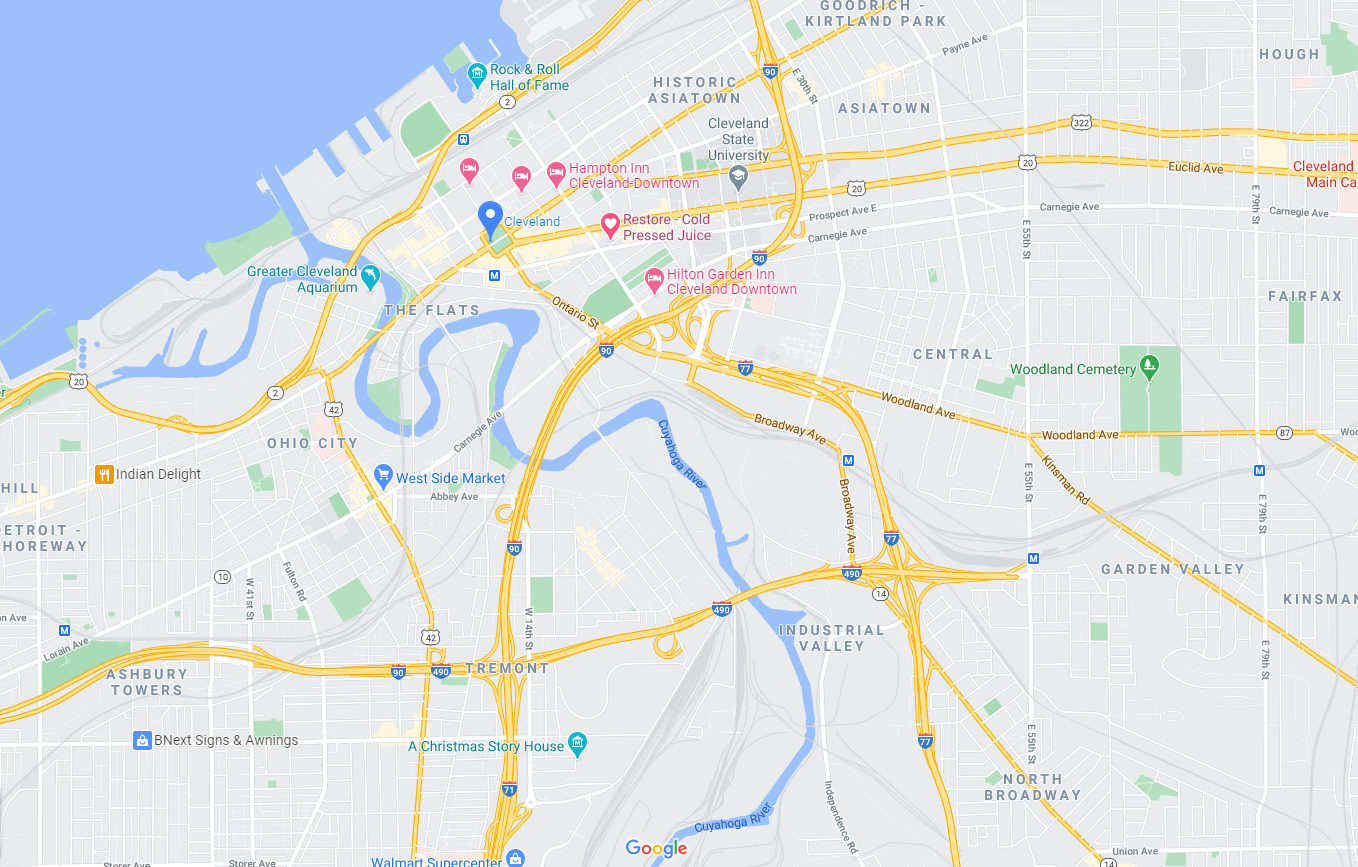 GOODRICH -
KIRTLAND PARK
Payne Ave
HOUGH
Rock & Roll
Hall of Fame
90
E 30th St
HISTORIC
ASIATOWN
2
ASIATOWN
Cleveland
State
University
322
20
Euclid Ave
Cleveland
Main Ca
Hampton Inn
Cleveland Downtown
20
E 79th St
Cleveland
Restore - Cold
Pressed Juice
Prospect Ave E
Carnegie Ave
Carnegie Ave
Carnegie Ave
E 55th St
90
Greater Cleveland
Aquarium
M
Hilton Garden Inn
Cleveland Downtown
THE FLATS
Ontario St
FAIRFAX
90
77
CENTRAL
Woodland Cemetery
20
2
42
Woodland Ave
Broadway Ave
Woodland Ave
87
OHIO CITY
Carnegie Ave
Cuyahoga River
M
M
Indian Delight
West Side Market
Abbey Ave
Kinsman Rd
E 55th St
E 79th St
HILL
Broadway Ave
DETROIT -
HOREWAY
90
77
M
10
490
GARDEN VALLEY
W 41st St
Fulton Rd
14
KINSMAN
W 14th St
490
M
Lorain Ave
42
INDUSTRIAL
VALLEY
E 79th St
ASHBURY
TOWERS
90
490
TREMONT
BNext Signs & Awnings
A Christmas Story House
77
E 55th St
71
NORTH
BROADWAY
Independence Rd
Cuyahoga River
Google
Walmart Supercenter
Storer Ave
Storer Ave
Union Ave
14